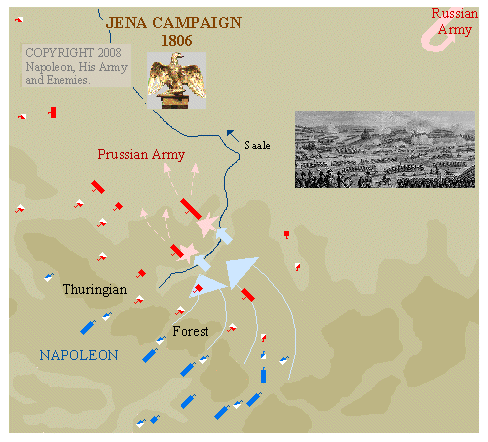 JENA CAMPAIGN
1806
Russian
Army
COPYRIGHT 2008
Napoleon, His Army
and Enemies.
Saale
Prussian Army
Thuringian
Forest
NAPOLEON